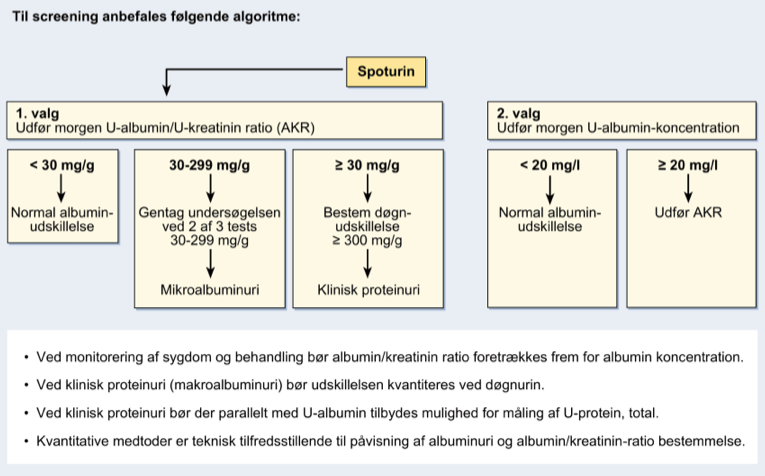 Til screening anbefales følgende algoritme:
Spoturin
1. valg
Udfør morgen U-albumin/U-kreatinin ratio (AKR)
< 30 mg/g
Normal albumin-
udskillelse
30-299 mg/g
Gentag undersøgelsen
ved 2 af 3 tests
30-299 mg/g
Mikroalbuminuri
≥ 30 mg/g
Bestem døgn-
udskillelse
≥ 300 mg/g
Klinisk proteinuri
2. valg
Udfør morgen U-albumin-koncentration
< 20 mg/l
Normal albumin-
udskillelse
≥ 20 mg/l
Udfør AKR
• Ved monitorering af sygdom og behandling bør albumin/kreatinin ratio foretrækkes frem for albumin koncentration.
• Ved klinisk proteinuri (makroalbuminuri) bør udskillelsen kvantiteres ved døgnurin.
• Ved klinisk proteinuri bør der parallelt med U-albumin tilbydes mulighed for måling af U-protein, total.
• Kvantitative medtoder er teknisk tilfredsstillende til påvisning af albuminuri og albumin/kreatinin-ratio bestemmelse.